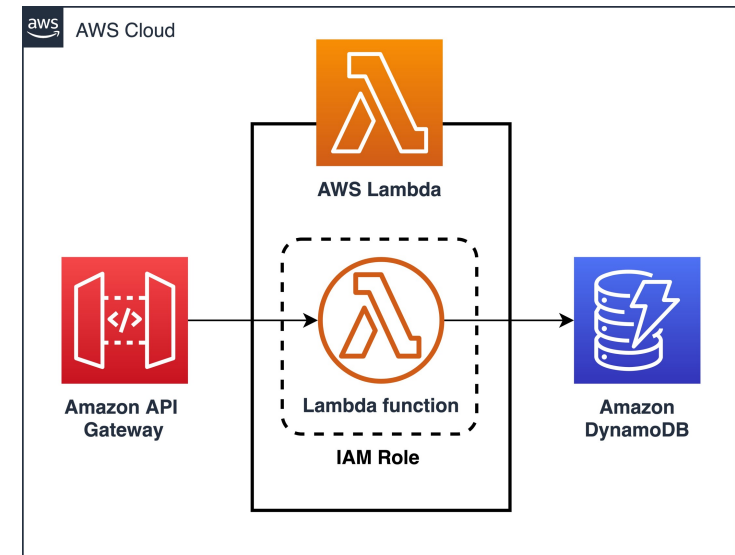 aws
AWS Cloud
AWS Lambda
</>
Lambda function
IAM Role
Amazon API
Gateway
Amazon
DynamoDB